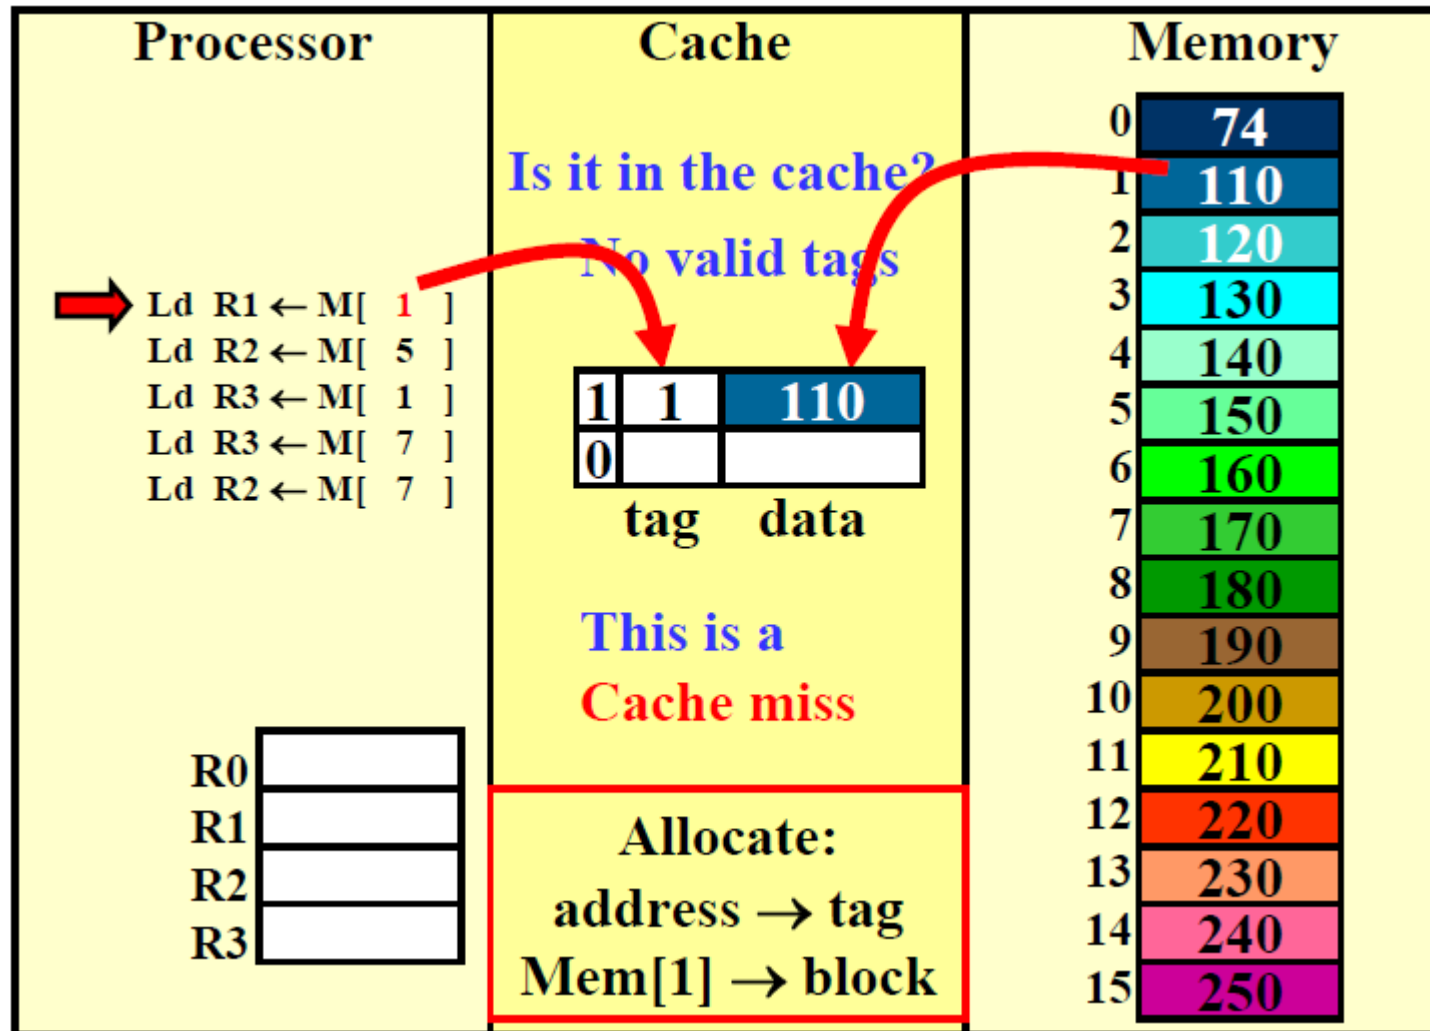 Processor
Ld R1 ← M[ 1 ]
Ld R2 ← M[ 5 ]
Ld R3 ← M[ 1 ]
Ld R3 ← M[ 7 ]
Ld R2 ← M[ 7 ]
R0
R1
R2
R3
Cache
Is it in the cache?
No valid tags
1 1 110
0
tag data
This is a
Cache miss
Allocate:
address → tag
Mem[1] → block
Memory
0 74
1 110
2 120
3 130
4 140
5 150
6 160
7 170
8 180
9 190
10 200
11 210
12 220
13 230
14 240
15 250